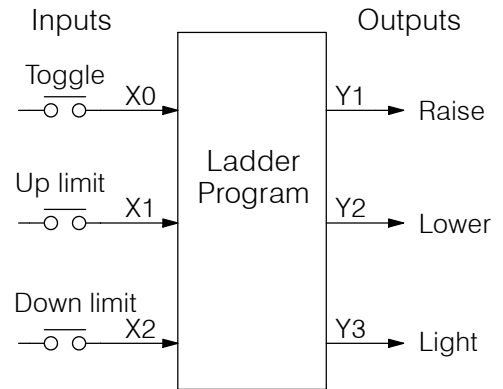 Inputs
Outputs
Toggle
X0
Y1
Raise
Ladder
Program
Up limit
X1
Y2
Lower
Down limit
X2
Y3
Light